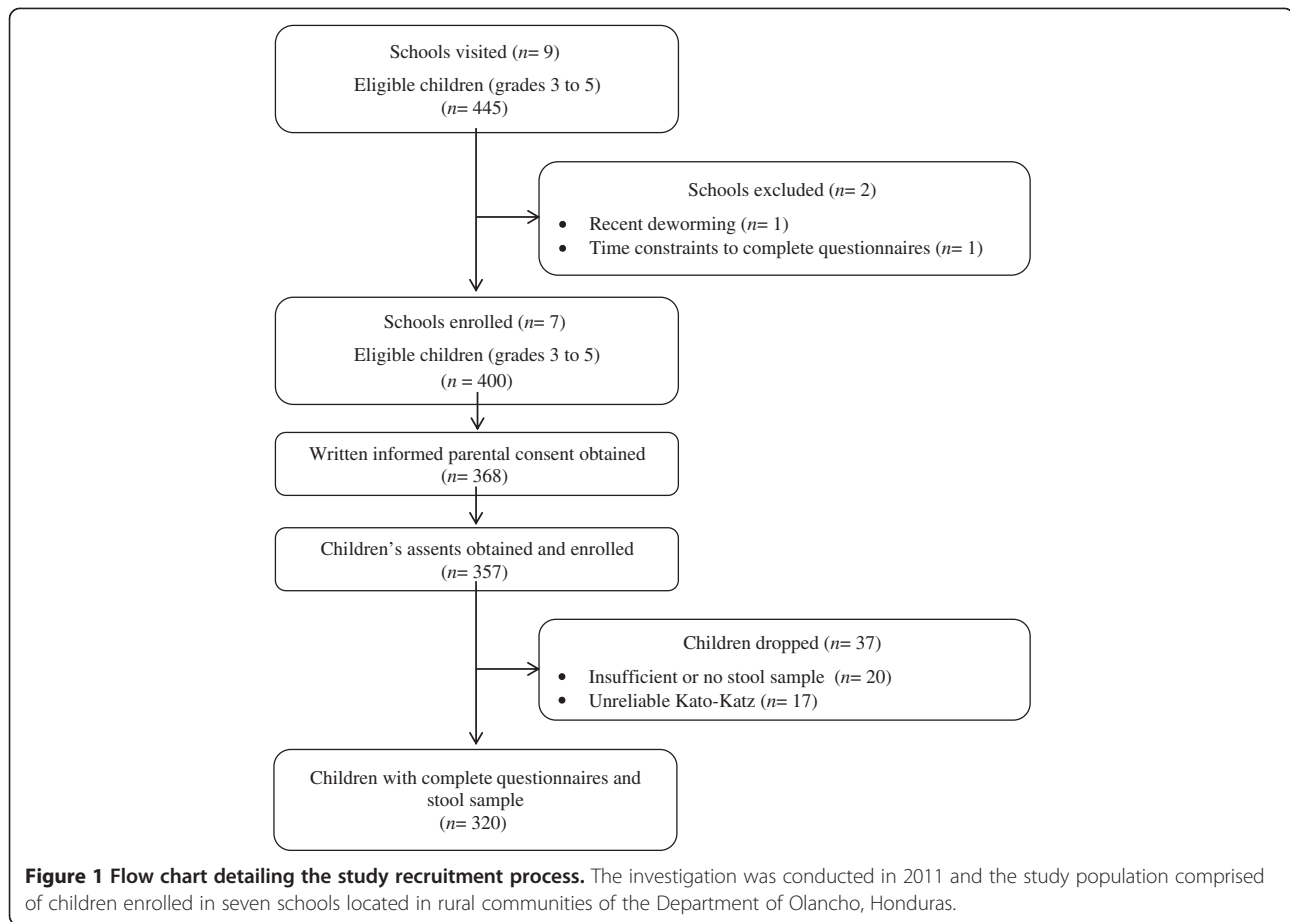 Schools visited (n= 9)
Eligible children (grades 3 to 5)
(n= 445)
Schools excluded (n= 2)
• Recent deworming (n= 1)
• Time constraints to complete questionnaires (n= 1)
Schools enrolled (n= 7)
Eligible children (grades 3 to 5)
(n = 400)
Written informed parental consent obtained
(n= 368)
Children’s assents obtained and enrolled
(n= 357)
Children dropped (n= 37)
• Insufficient or no stool sample (n= 20)
• Unreliable Kato-Katz (n= 17)
Children with complete questionnaires and
stool sample
(n= 320)
Figure 1 Flow chart detailing the study recruitment process. The investigation was conducted in 2011 and the study population comprised
of children enrolled in seven schools located in rural communities of the Department of Olancho, Honduras.